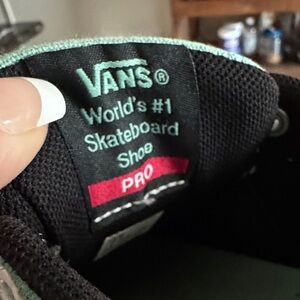 VANS®
World's #1
Skateboard
Shoe
PRO